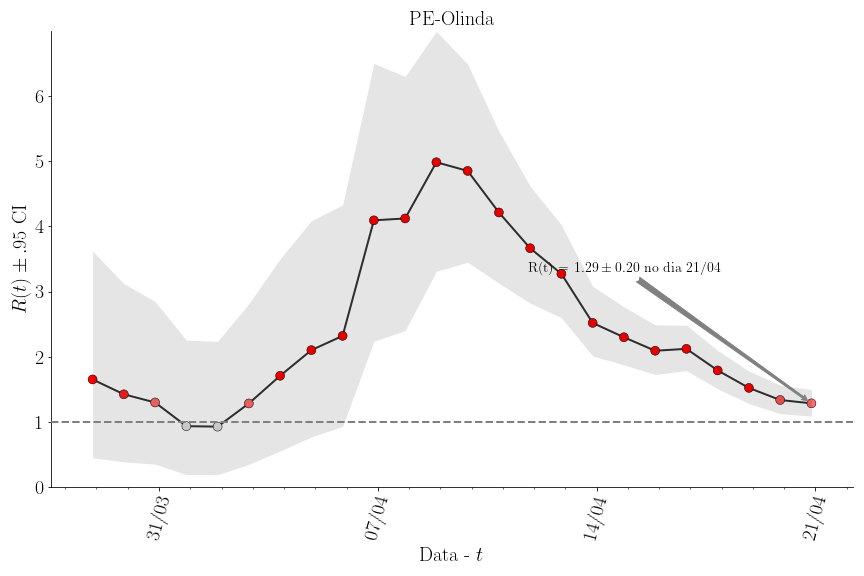 PE-Olinda
R(t) ± .95 CI
6
5
4
3
2
1
0
R(t) = 1.29 ± 0.20 no dia 21/04
31/03
07/04
14/04
21/04
Data - t